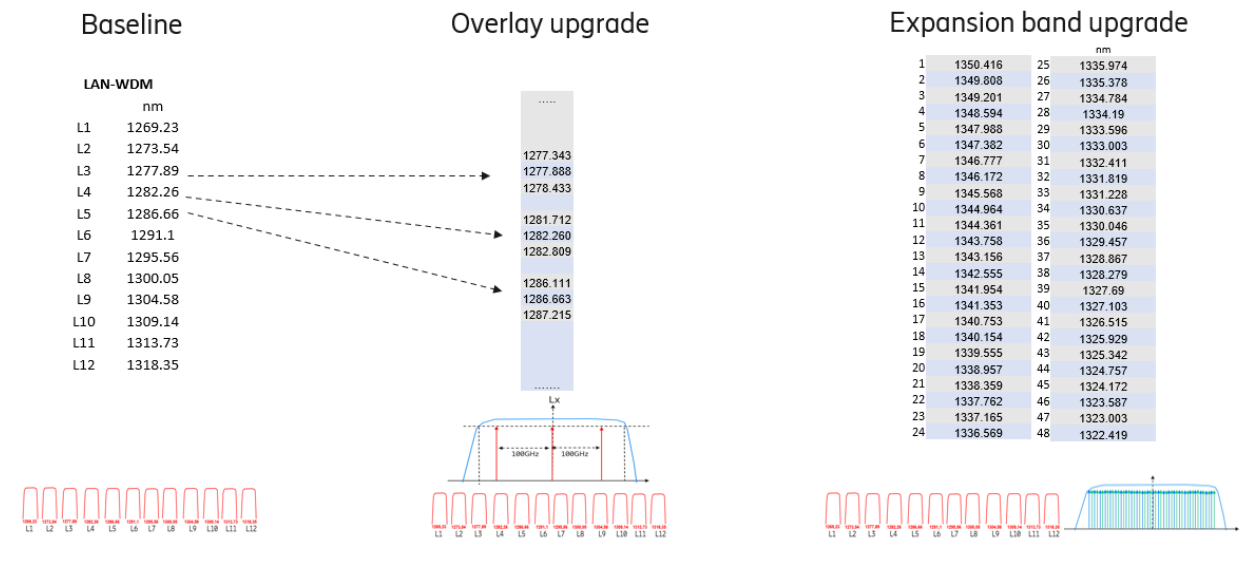 Baseline
LAN-WDM
nm
L1 1269.23
L2 1273.54
L3 1277.89
L4 1282.26
L5 1286.66
L6 1291.1
L7 1295.56
L8 1300.05
L9 1304.58
L10 1309.14
L11 1313.73
L12 1318.35
L1 L2 L3 L4 L5 L6 L7 L8 L9 L10 L11 L12
Overlay upgrade
.....
1277.343
1277.888
1278.433
1281.712
1282.260
1282.809
1286.111
1286.663
1287.215
.......
Lx
100GHz 100GHz
L1 L2 L3 L4 L5 L6 L7 L8 L9 L10 L11 L12
Expansion band upgrade
nm
1 1350.416 25 1335.974
2 1349.808 26 1335.378
3 1349.201 27 1334.784
4 1348.594 28 1334.19
5 1347.988 29 1333.596
6 1347.382 30 1333.003
7 1346.777 31 1332.411
8 1346.172 32 1331.819
9 1345.568 33 1331.228
10 1344.964 34 1330.637
11 1344.361 35 1330.046
12 1343.758 36 1329.457
13 1343.156 37 1328.867
14 1342.555 38 1328.279
15 1341.954 39 1327.69
16 1341.353 40 1327.103
17 1340.753 41 1326.515
18 1340.154 42 1325.929
19 1339.555 43 1325.342
20 1338.957 44 1324.757
21 1338.359 45 1324.172
22 1337.762 46 1323.587
23 1337.165 47 1323.003
24 1336.569 48 1322.419
L1 L2 L3 L4 L5 L6 L7 L8 L9 L10 L11 L12